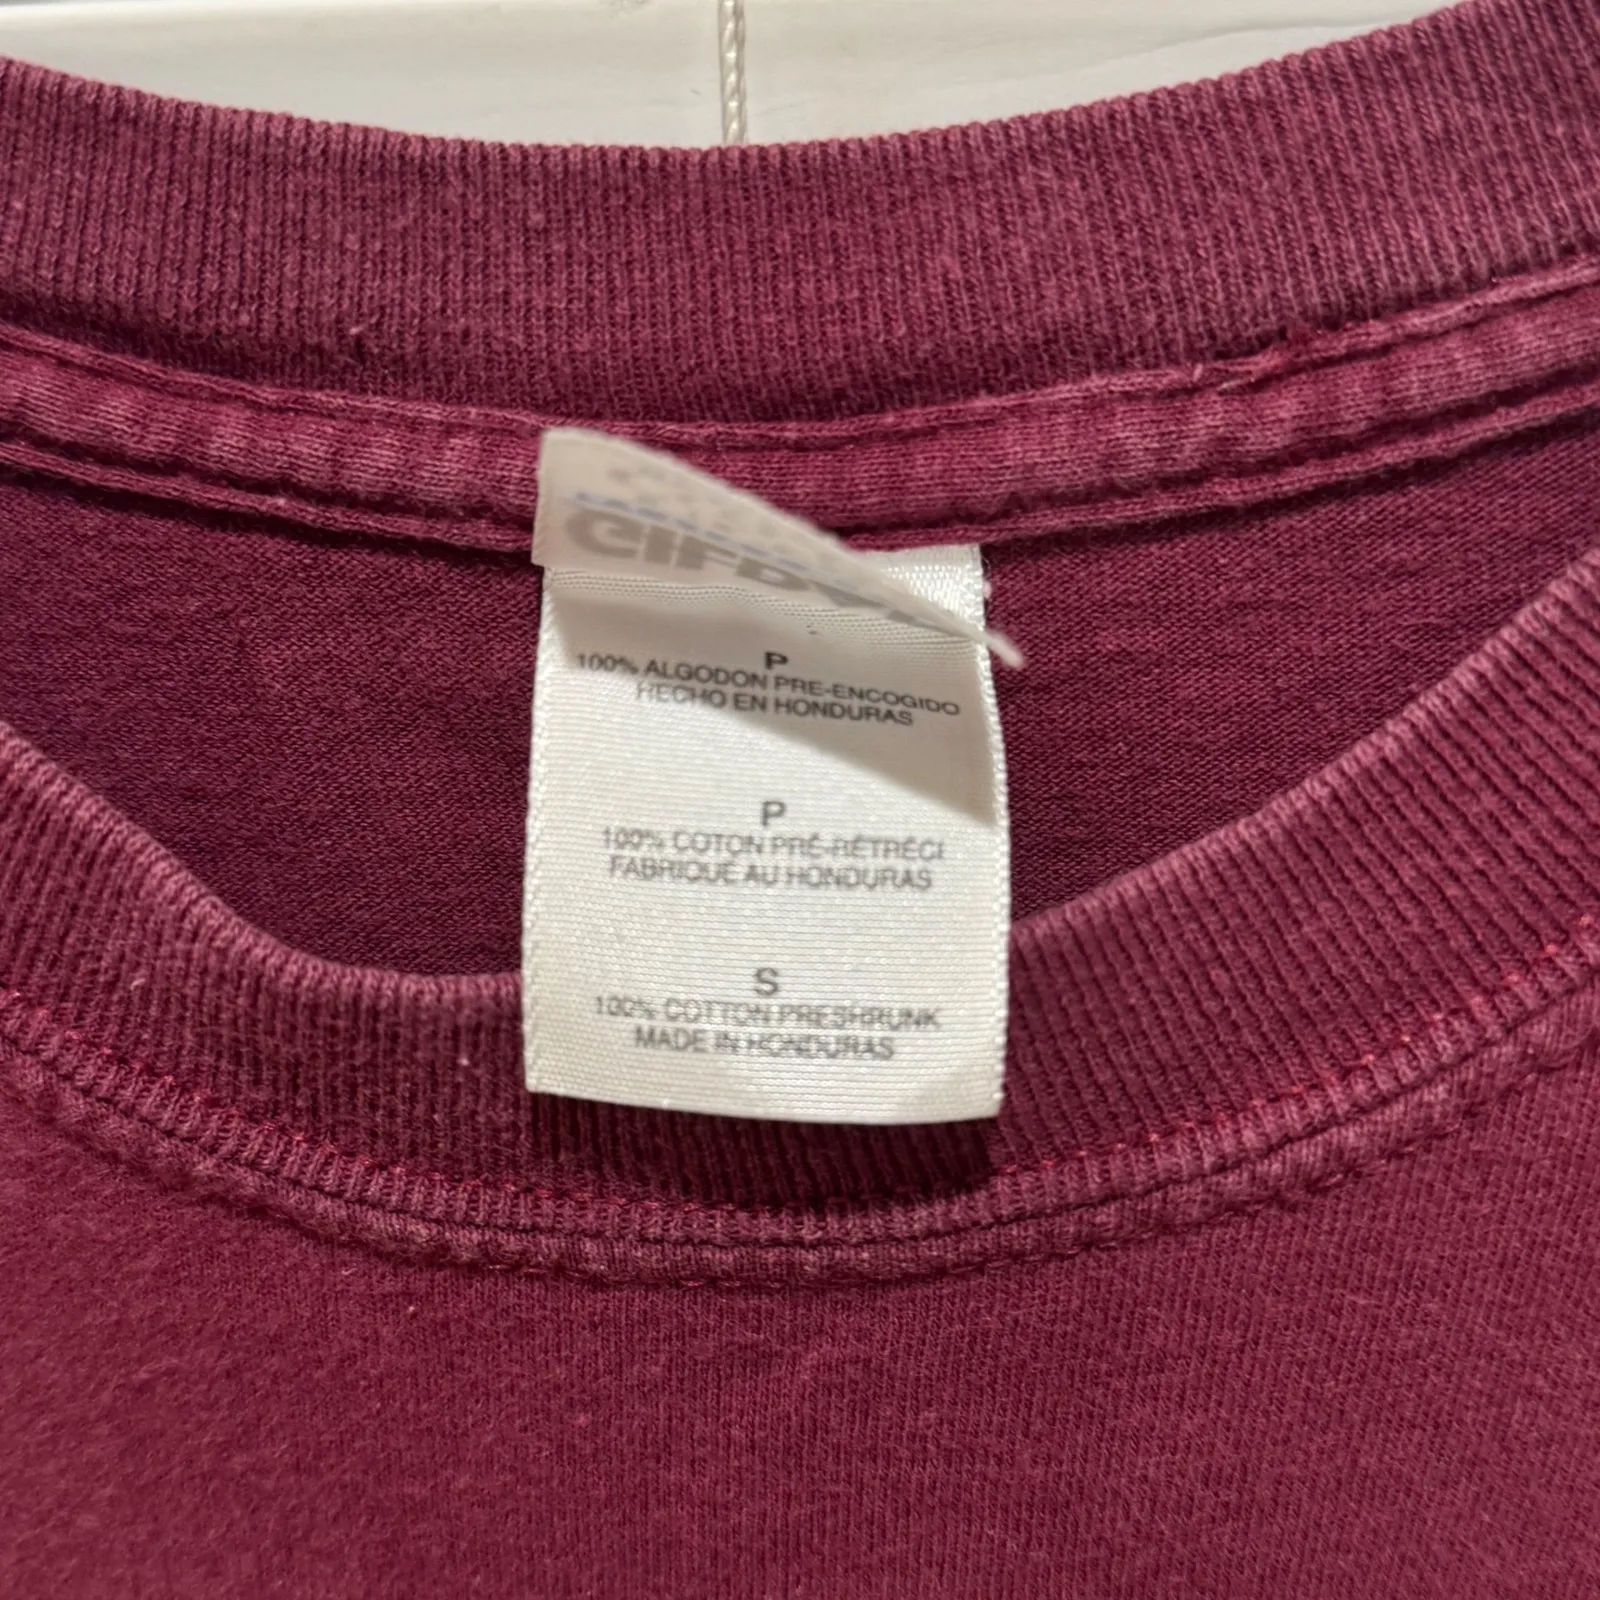 P
100% ALGODON PRE-ENCOGIDO
HECHO EN HONDURAS
P
100% COTON PRÉ-RÉTRÉCI
FABRIQUÉ AU HONDURAS
S
100% COTTON PRESHRUNK
MADE IN HONDURAS